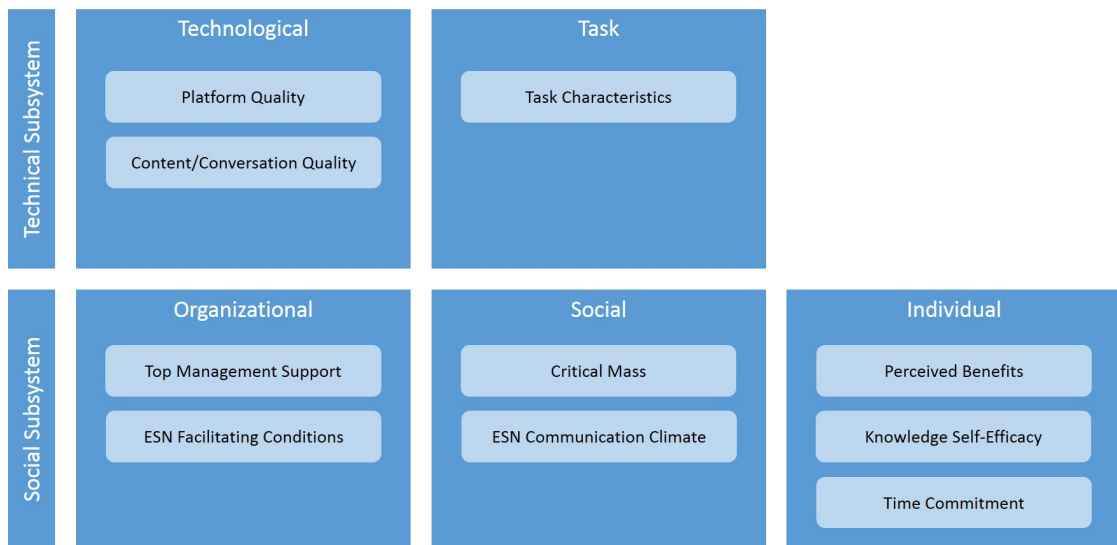 Technical Subsystem
Technological
Platform Quality
Content/Conversation Quality
Task
Task Characteristics
Social Subsystem
Organizational
Top Management Support
ESN Facilitating Conditions
Social
Critical Mass
ESN Communication Climate
Individual
Perceived Benefits
Knowledge Self-Efficacy
Time Commitment